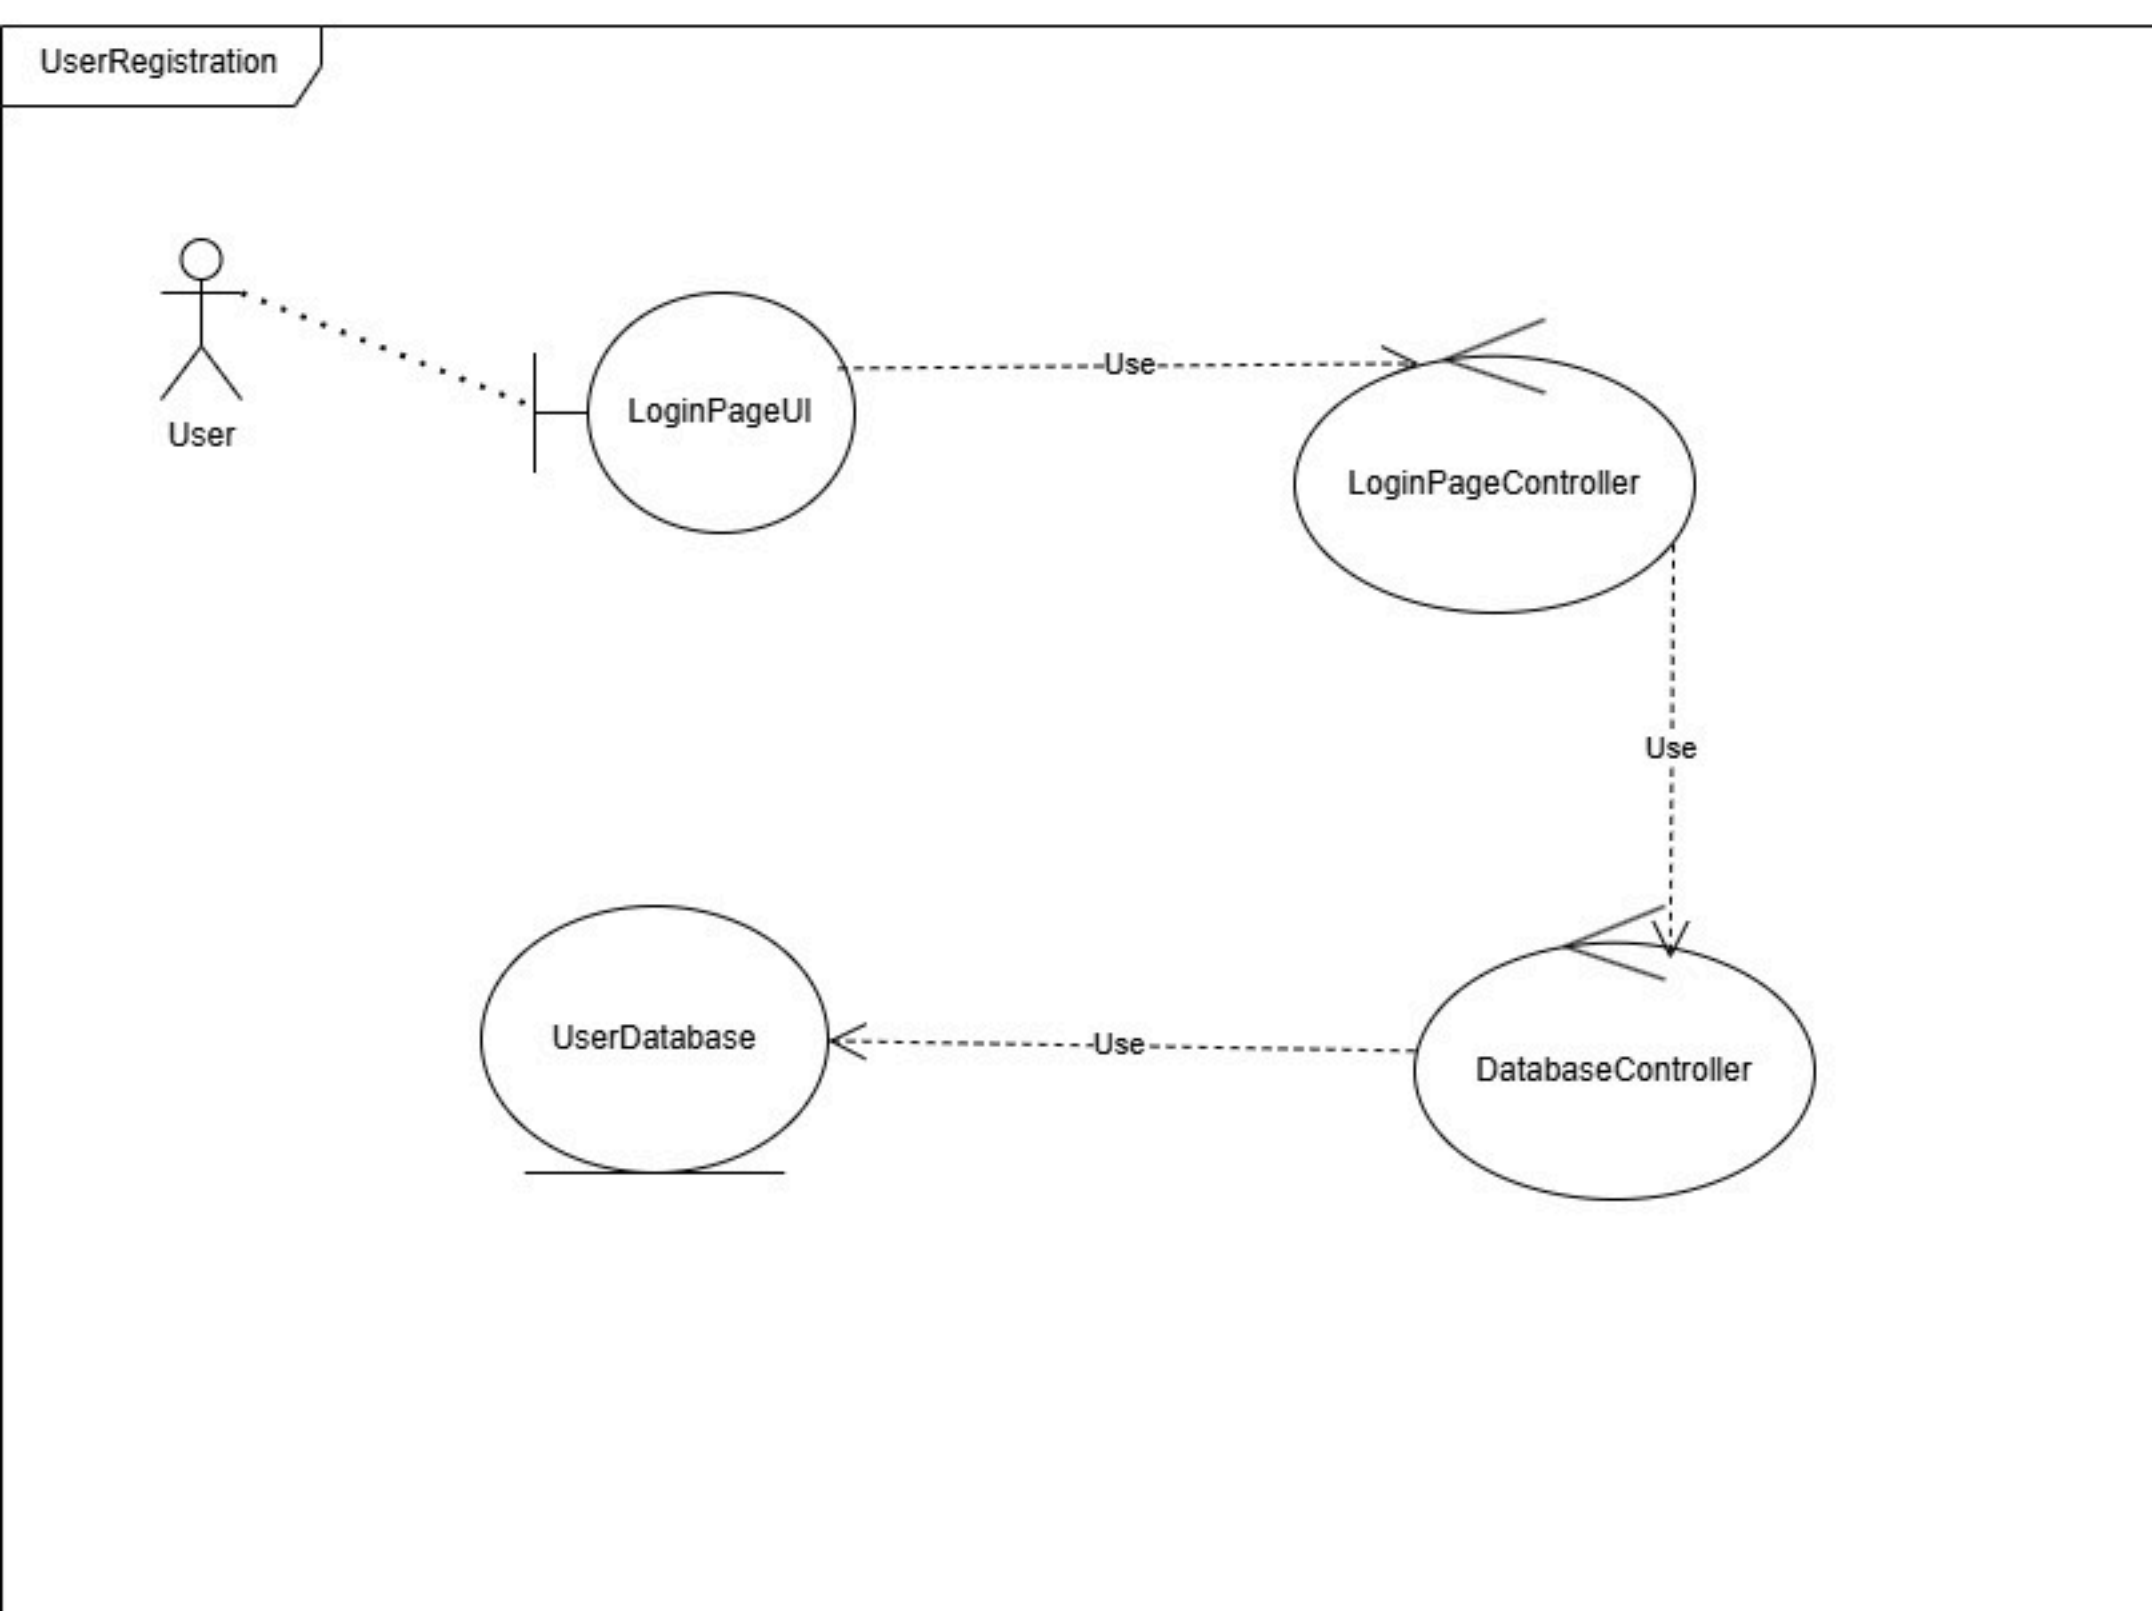 UserRegistration
User
LoginPageUI
Use
LoginPageController
Use
UserDatabase
Use
DatabaseController